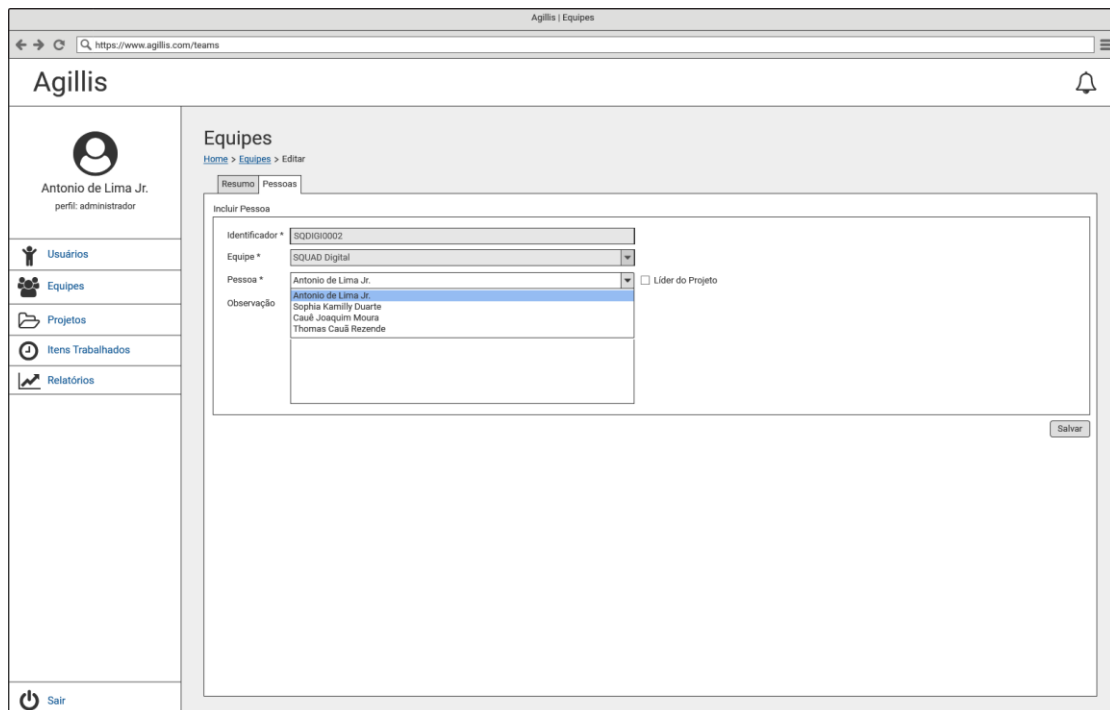 Agillis | Equipes
https://www.agillis.com/teams
Agillis
Antonio de Lima Jr.
perfil: administrador
Usuários
Equipes
Projetos
Itens Trabalhados
Relatórios
Sair
Equipes
Home > Equipes > Editar
Resumo Pessoas
Incluir Pessoa
Identificador * SQDIGI0002
Equipe * SQUAD Digital
Pessoa * Antonio de Lima Jr. Líder do Projeto
Antonio de Lima Jr.
Observação
Sophia Kamilly Duarte
Cauê Joaquim Moura
Thomas Cauã Rezende
Salvar